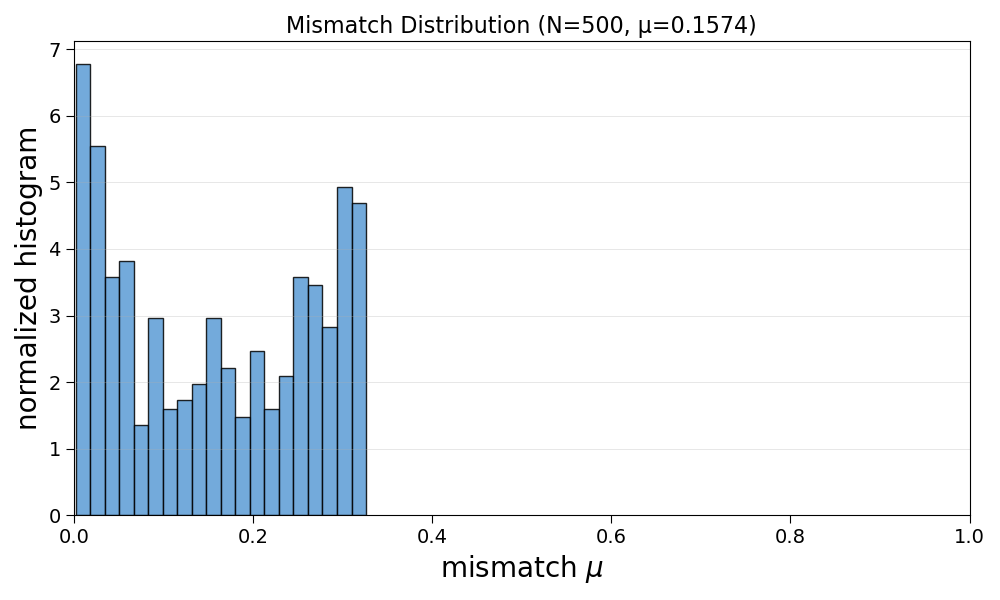 Mismatch Distribution (N=500, μ=0.1574)
normalized histogram
7
6
5
4
3
2
1
0
0.0 0.2 0.4 0.6 0.8 1.0
mismatch μ